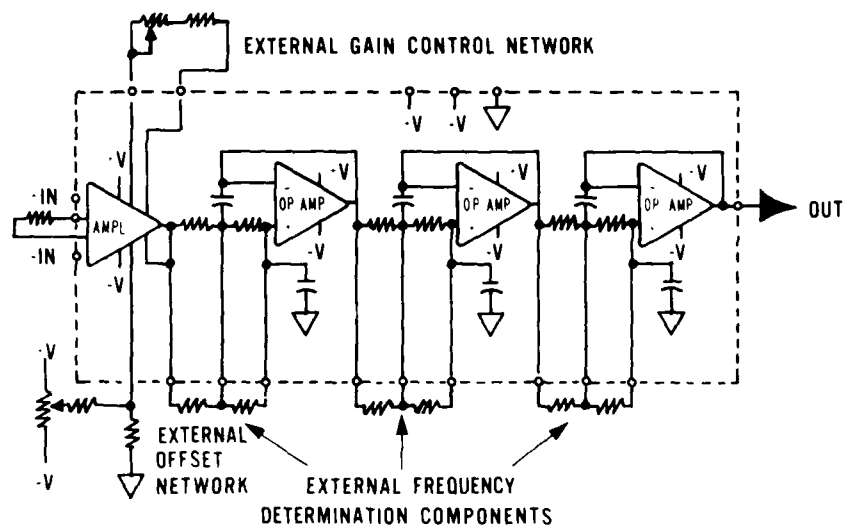 EXTERNAL GAIN CONTROL NETWORK
-V -V
-V -V -V -V
-IN
AMPL OP AMP OP AMP OP AMP
OUT
-IN
-V -V -V -V
-V
EXTERNAL
OFFSET
NETWORK
-V
EXTERNAL FREQUENCY
DETERMINATION COMPONENTS